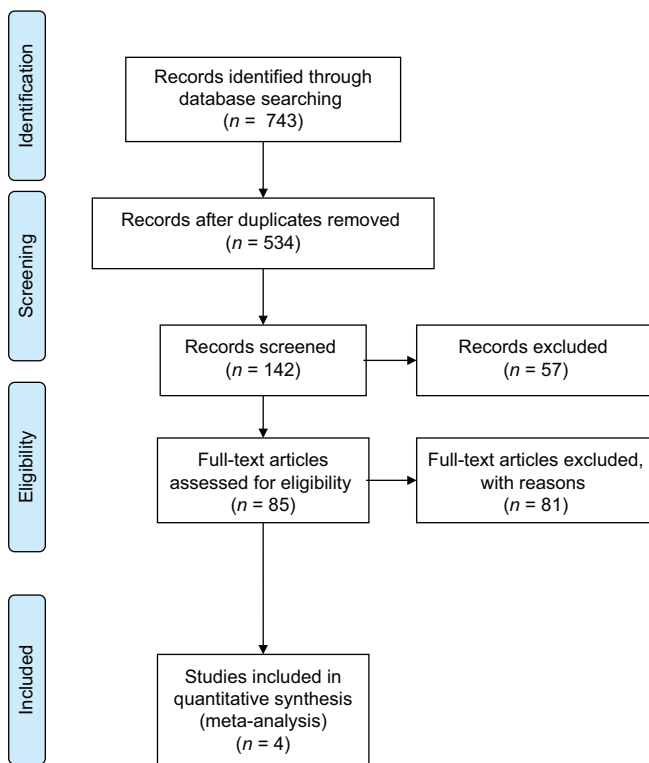 Identification
Records identified through
database searching
(n = 743)
Screening
Records after duplicates removed
(n = 534)
Records screened
(n = 142)
Records excluded
(n = 57)
Eligibility
Full-text articles
assessed for eligibility
(n = 85)
Full-text articles excluded,
with reasons
(n = 81)
Included
Studies included in
quantitative synthesis
(meta-analysis)
(n = 4)